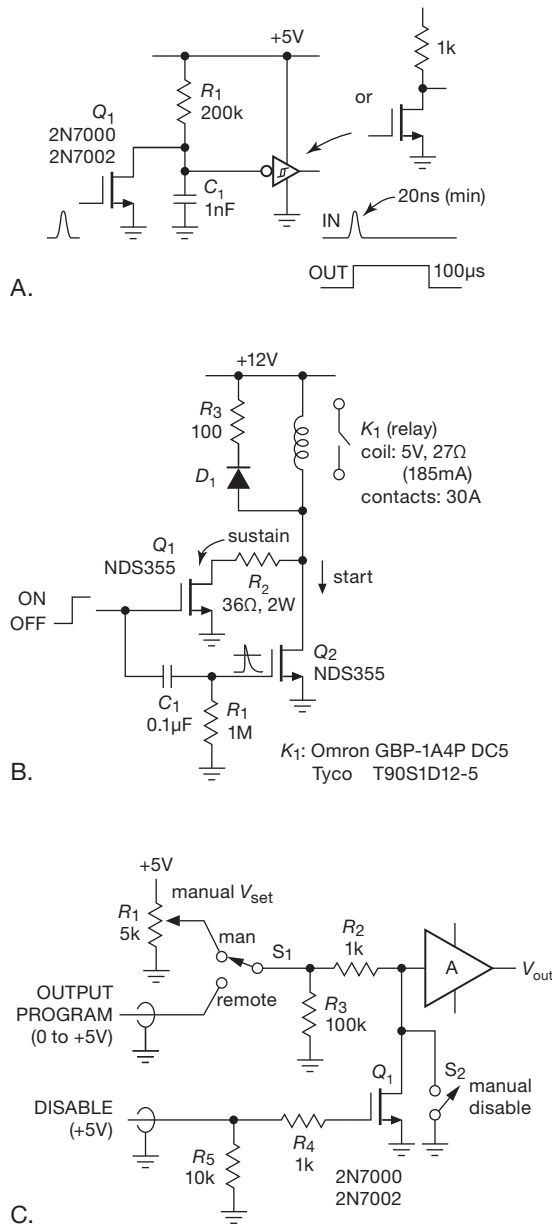 +5V
1k
R1
200k
Q1
2N7000
2N7002
or
C1
1nF
20ns (min)
IN
OUT
100μs
A.
+12V
R3
100
K1 (relay)
coil: 5V, 27Ω
(185mA)
contacts: 30A
D1
Q1
NDS355
sustain
R2
36Ω, 2W
start
ON
OFF
Q2
NDS355
C1
0.1μF
R1
1M
K1: Omron GBP-1A4P DC5
Tyco T90S1D12-5
B.
+5V
manual Vset
R1
5k
man
S1
R2
1k
A
Vout
OUTPUT
PROGRAM
(0 to +5V)
remote
R3
100k
Q1
S2
manual
disable
DISABLE
(+5V)
R4
1k
R5
10k
2N7000
2N7002
C.